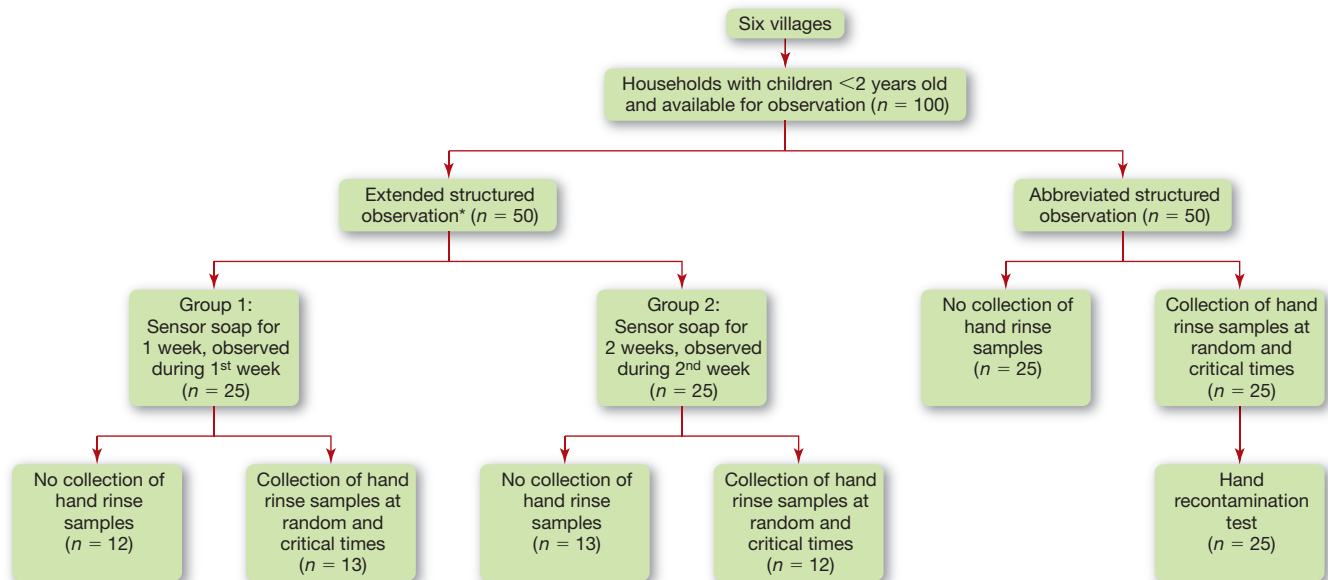 Six villages
Households with children <2 years old
and available for observation (n = 100)
Extended structured
observation* (n = 50)
Abbreviated structured
observation (n = 50)
Group 1:
Sensor soap for
1 week, observed
during 1st week
(n = 25)
Group 2:
Sensor soap for
2 weeks, observed
during 2nd week
(n = 25)
No collection of
hand rinse
samples
(n = 25)
Collection of hand
rinse samples at
random and
critical times
(n = 25)
No collection of
hand rinse
samples
(n = 12)
Collection of hand
rinse samples at
random and
critical times
(n = 13)
No collection of
hand rinse
samples
(n = 13)
Collection of hand
rinse samples at
random and
critical times
(n = 12)
Hand
recontamination
test
(n = 25)